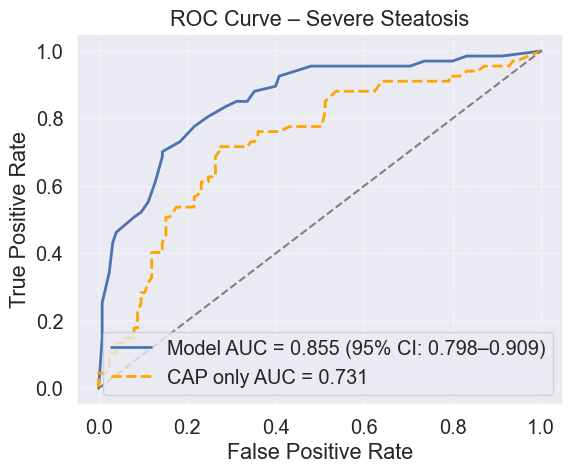 ROC Curve – Severe Steatosis
True Positive Rate
1.0
0.8
0.6
0.4
0.2
0.0
Model AUC = 0.855 (95% CI: 0.798–0.909)
CAP only AUC = 0.731
0.0 0.2 0.4 0.6 0.8 1.0
False Positive Rate